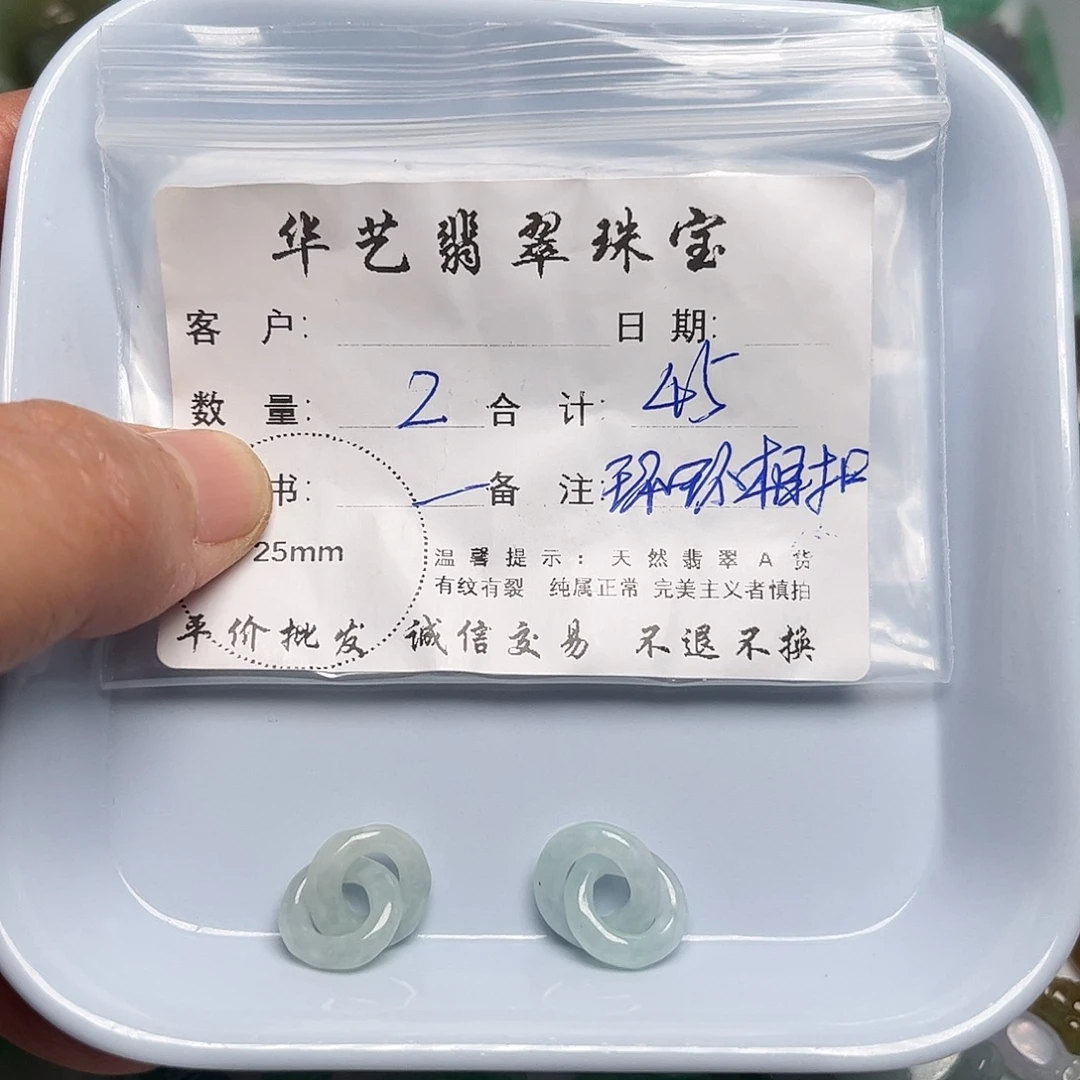 华艺翡翠珠宝
客 户: 日 期:
数 量: 2 合 计: 45
书: 一 备 注: 环环相扣
25mm
温馨提示: 天然翡翠A货
有纹有裂 纯属正常 完美主义者慎拍
平价批发 诚信交易 不退不换